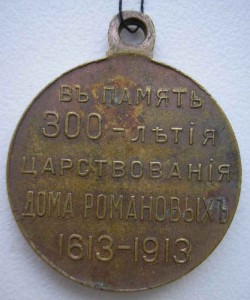 ВЪ ПАМЯТЬ
300-ЛѢТІЯ
ЦАРСТВОВАНІЯ
ДОМА РОМАНОВЫХЪ
1613-1913